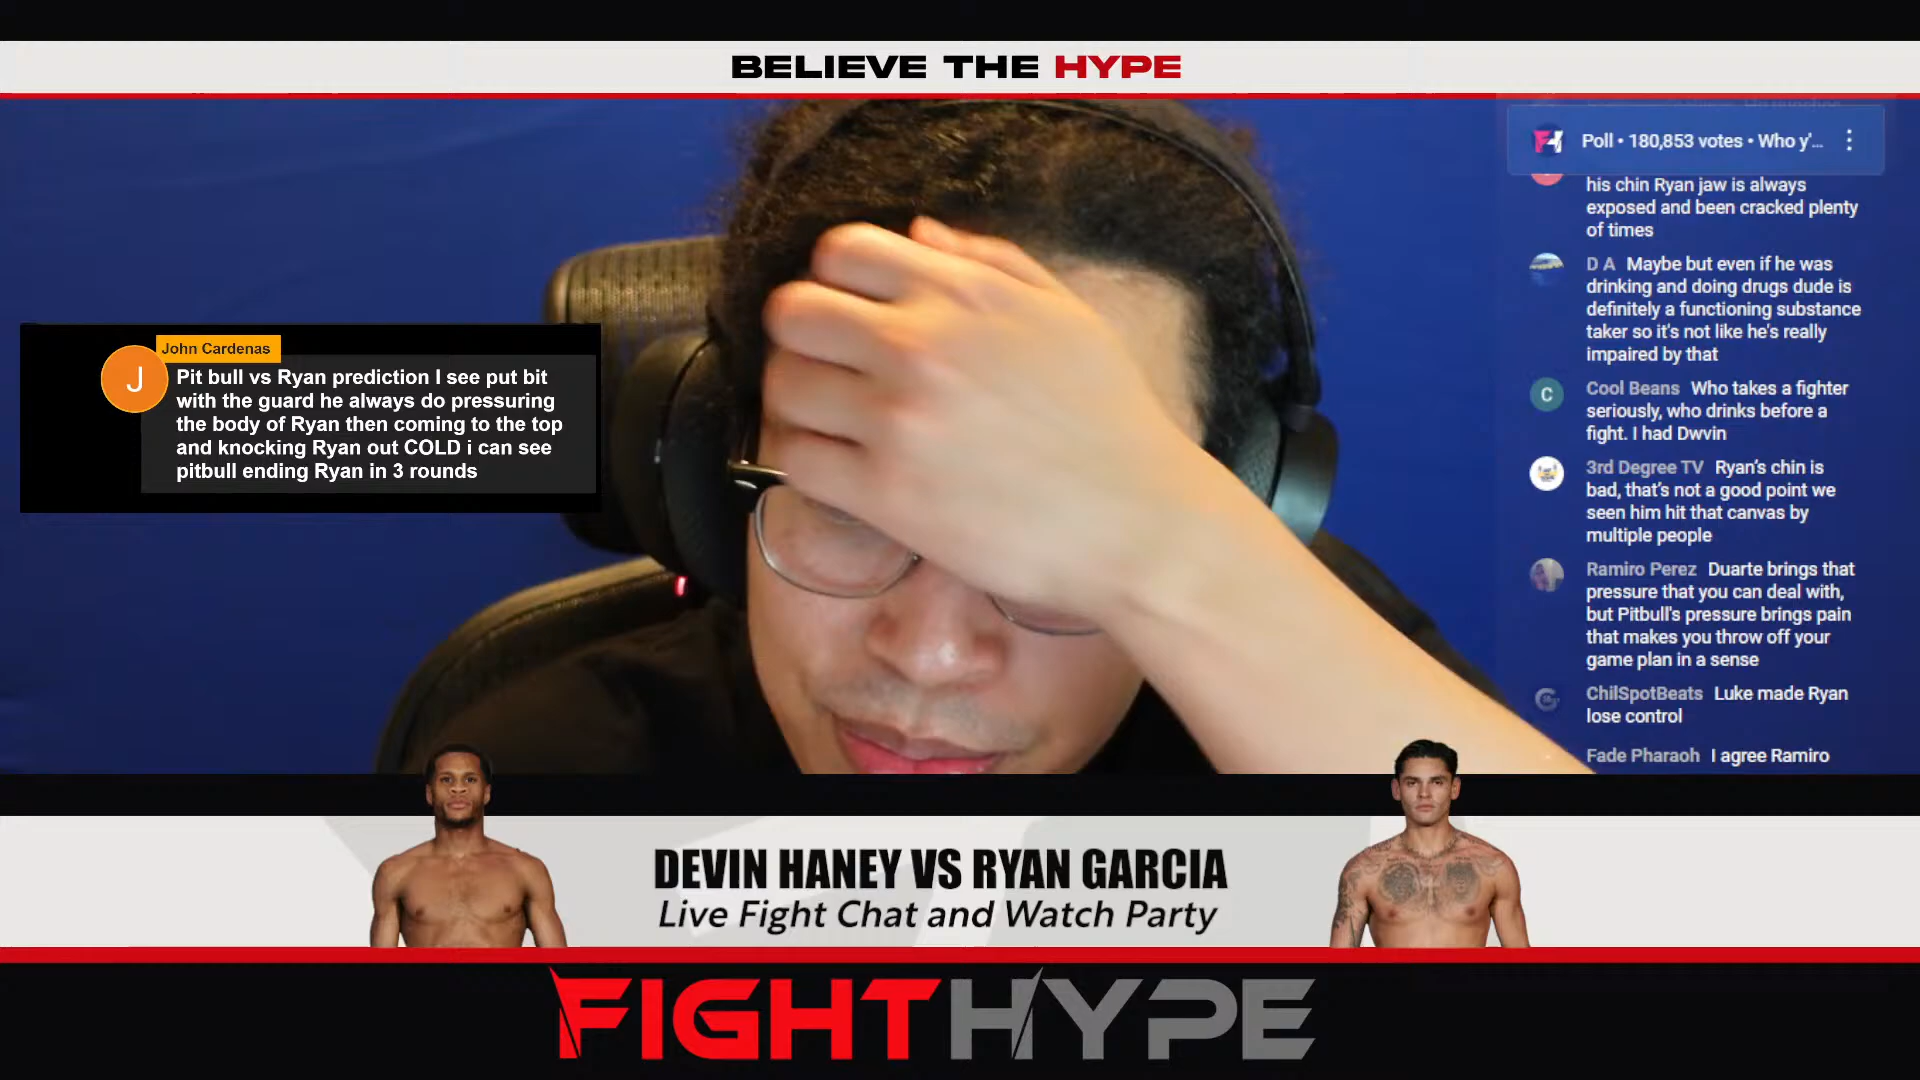 BELIEVE THE HYPE
Poll • 180,853 votes • Who y'...
his chin Ryan jaw is always
exposed and been cracked plenty
of times
D A Maybe but even if he was
drinking and doing drugs dude is
definitely a functioning substance
taker so it's not like he's really
impaired by that
Cool Beans Who takes a fighter
seriously, who drinks before a
fight. I had Dwvin
3rd Degree TV Ryan's chin is
bad, that's not a good point we
seen him hit that canvas by
multiple people
Ramiro Perez Duarte brings that
pressure that you can deal with,
but Pitbull's pressure brings pain
that makes you throw off your
game plan in a sense
ChilSpotBeats Luke made Ryan
lose control
Fade Pharaoh I agree Ramiro
John Cardenas
J
Pit bull vs Ryan prediction I see put bit
with the guard he always do pressuring
the body of Ryan then coming to the top
and knocking Ryan out COLD i can see
pitbull ending Ryan in 3 rounds
C
DEVIN HANEY VS RYAN GARCIA
Live Fight Chat and Watch Party
FIGHTHYPE